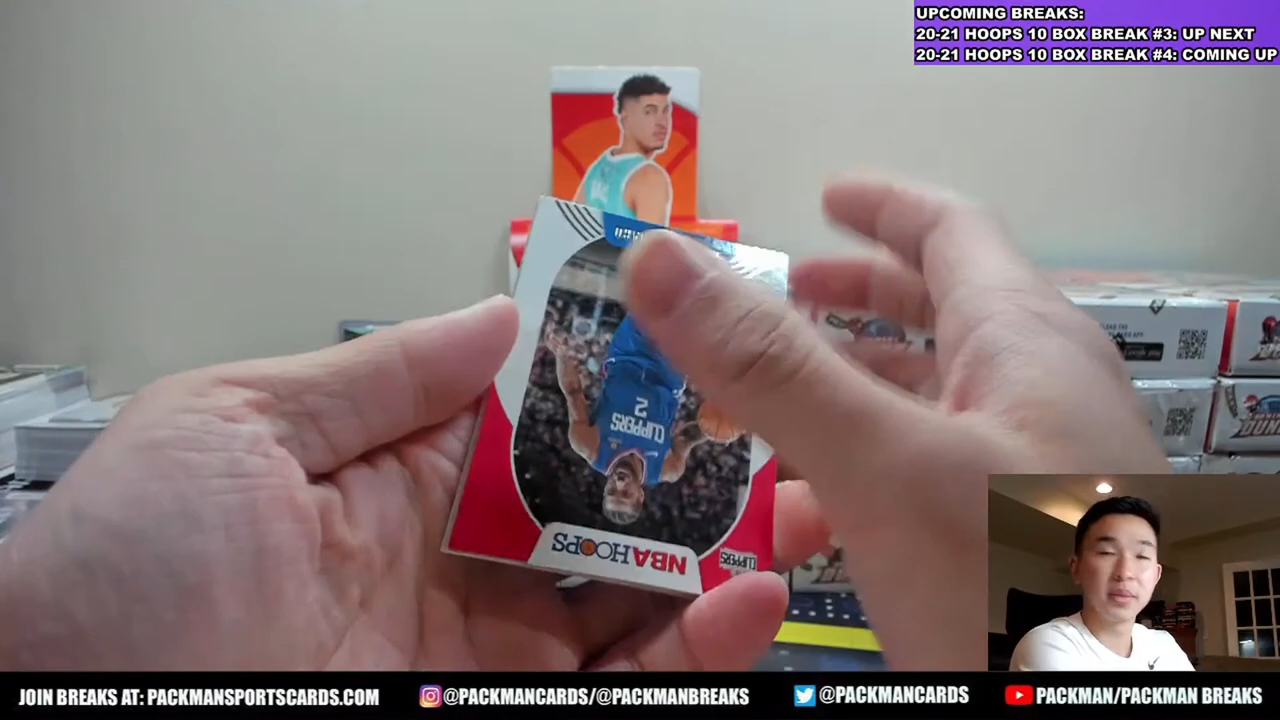 UPCOMING BREAKS:
20-21 HOOPS 10 BOX BREAK #3: UP NEXT
20-21 HOOPS 10 BOX BREAK #4: COMING UP
2
CLIPPERS
NBA HOOPS
CLIPPERS
JOIN BREAKS AT: PACKMANSPORTSCARDS.COM
@PACKMANCARDS/@PACKMANBREAKS
@PACKMANCARDS
PACKMAN/PACKMAN BREAKS